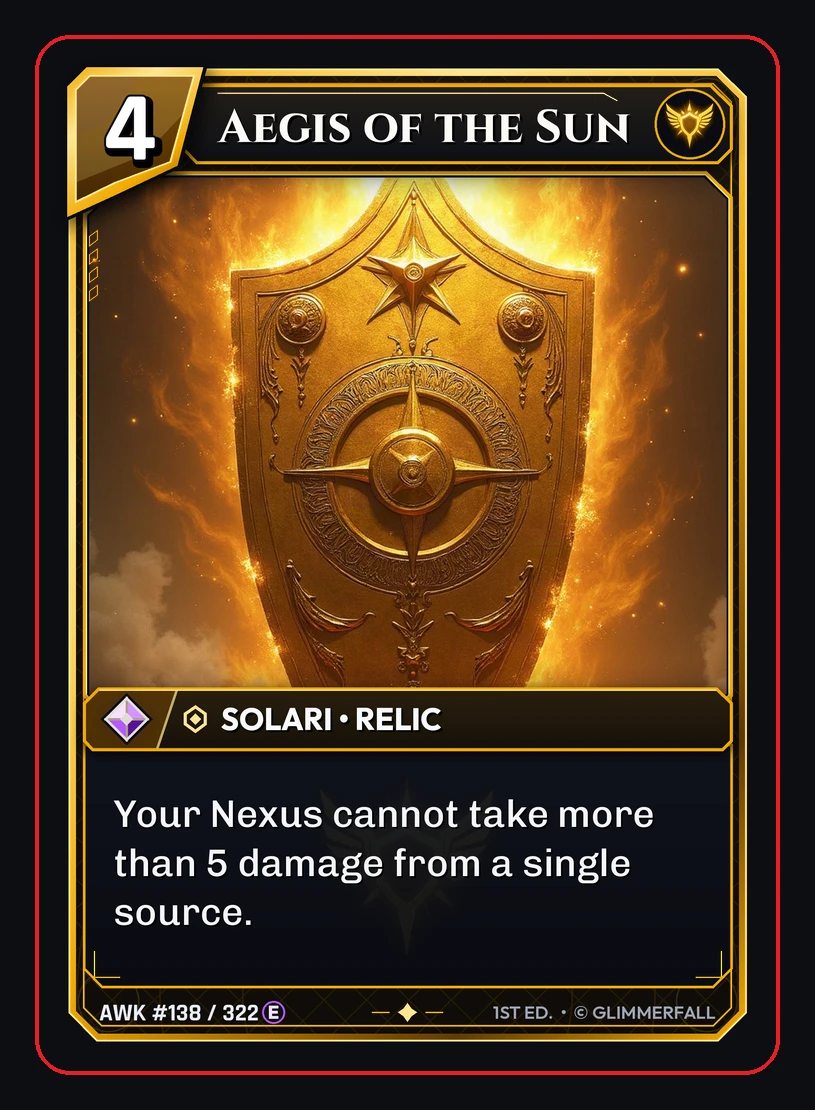 4
AEGIS OF THE SUN
SOLARI • RELIC
Your Nexus cannot take more
than 5 damage from a single
source.
AWK #138 / 322 E
1ST ED. • © GLIMMERFALL